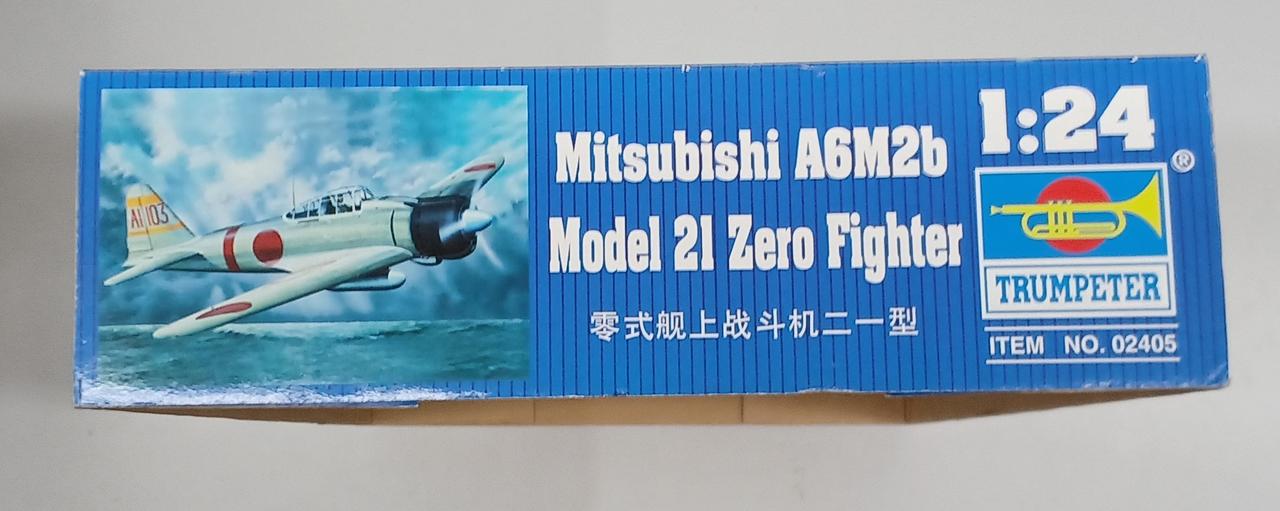 Mitsubishi A6M2b
Model 21 Zero Fighter
零式舰上战斗机二一型
1:24
®
TRUMPETER
ITEM NO. 02405
AI 103